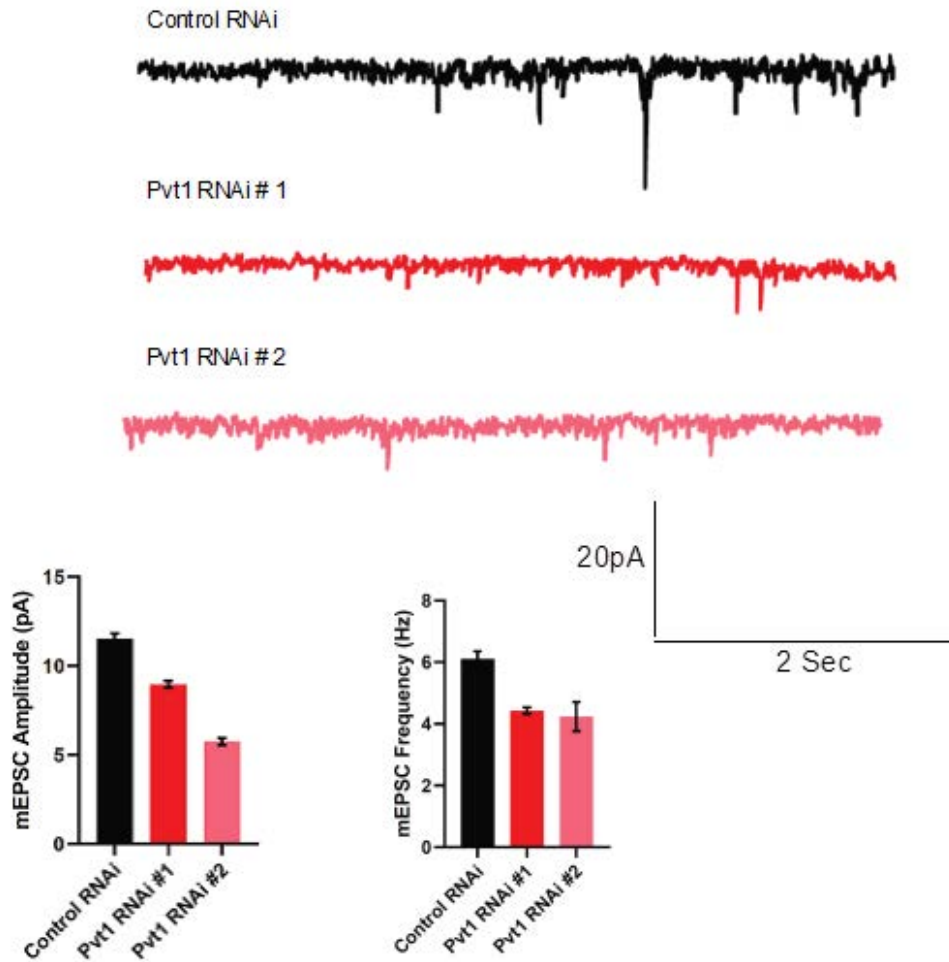 Control RNAi
Pvt1 RNAi # 1
Pvt1 RNAi # 2
20pA
2 Sec
mEPSC Amplitude (pA)
15
10
5
0
Control RNAi
Pvt1 RNAi #1
Pvt1 RNAi #2
mEPSC Frequency (Hz)
8
6
4
2
0
Control RNAi
Pvt1 RNAi #1
Pvt1 RNAi #2